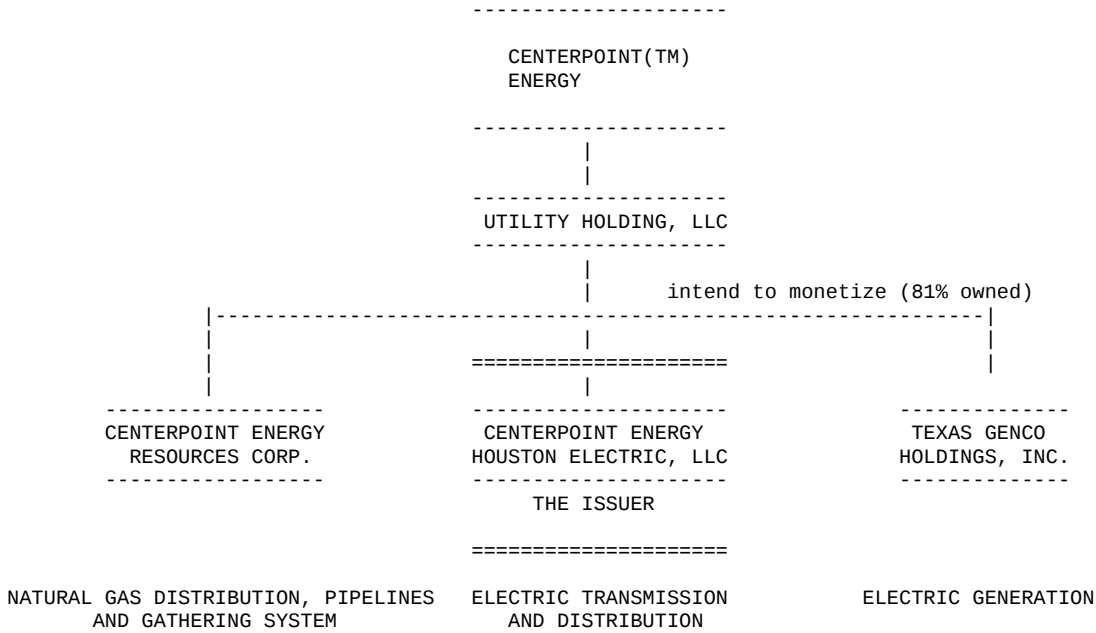 CENTERPOINT(TM)
ENERGY
UTILITY HOLDING, LLC
intend to monetize (81% owned)
CENTERPOINT ENERGY CENTERPOINT ENERGY TEXAS GENCO
RESOURCES CORP. HOUSTON ELECTRIC, LLC HOLDINGS, INC.
THE ISSUER
NATURAL GAS DISTRIBUTION, PIPELINES ELECTRIC TRANSMISSION ELECTRIC GENERATION
AND GATHERING SYSTEM AND DISTRIBUTION